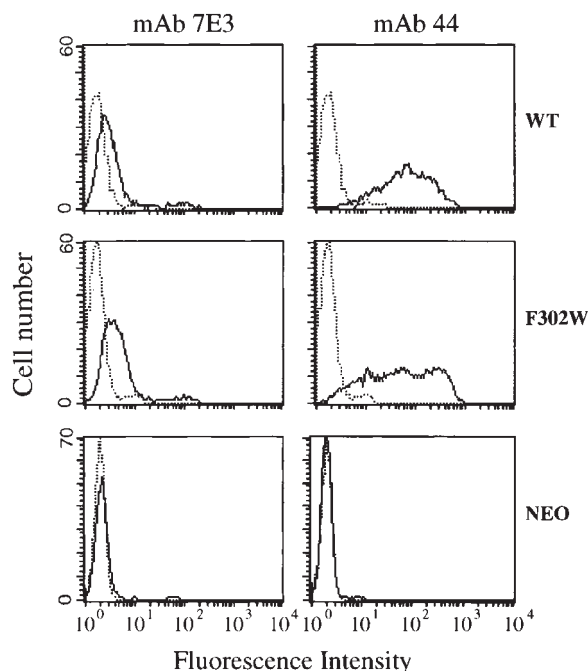 mAb 7E3 mAb 44
60
0
WT
60
0
F302W
70
0
NEO
Cell number
10^0 10^1 10^2 10^3 10^4 10^0 10^1 10^2 10^3 10^4
Fluorescence Intensity